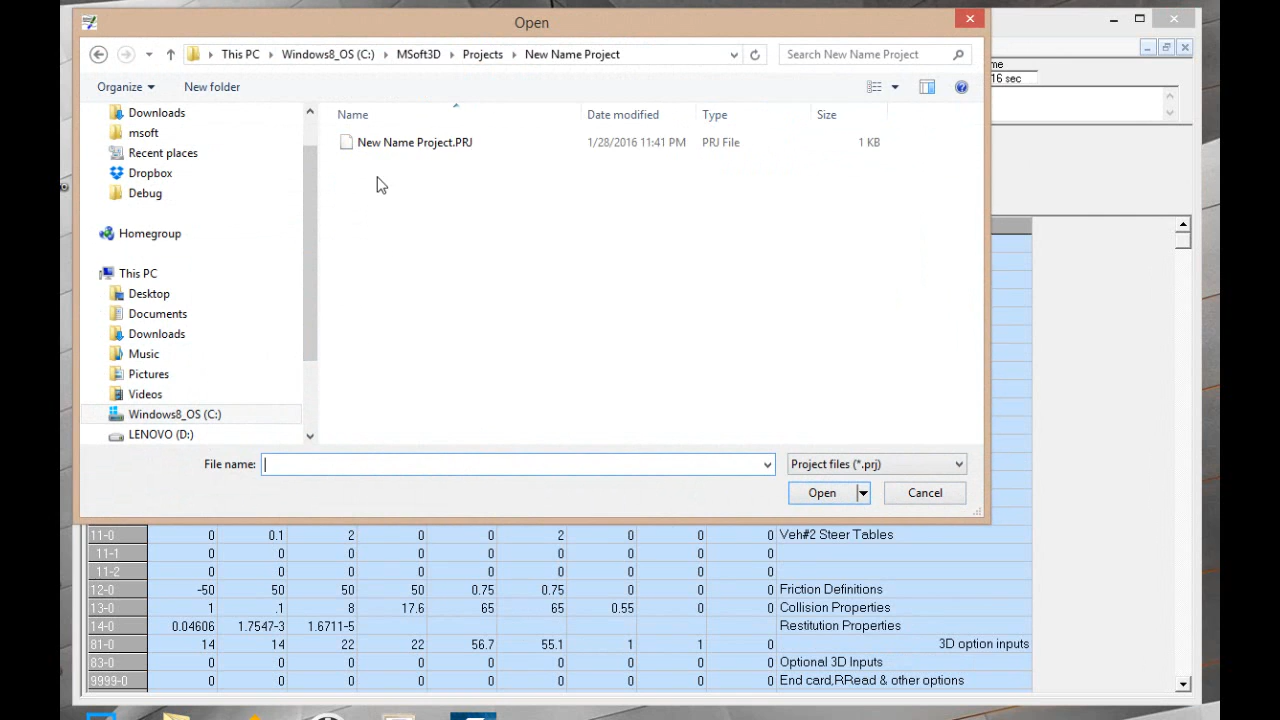 Open
This PC Windows8_OS (C:) MSoft3D Projects New Name Project
Search New Name Project
Organize New folder
Name Date modified Type Size
New Name Project.PRJ 1/28/2016 11:41 PM PRJ File 1 KB
Downloads
msoft
Recent places
Dropbox
Debug
Homegroup
This PC
Desktop
Documents
Downloads
Music
Pictures
Videos
Windows8_OS (C:)
LENOVO (D:)
File name: Project files (*.prj)
Open Cancel
me
16 sec
11-0 0 0.1 2 0 0 2 0 0 0 Veh#2 Steer Tables
11-1 0 0 0 0 0 0 0 0 0
11-2 0 0 0 0 0 0 0 0 0
12-0 -50 50 50 50 0.75 0.75 0 0 0 Friction Definitions
13-0 1 .1 8 17.6 65 65 0.55 0 0 Collision Properties
14-0 0.04606 1.7547-3 1.6711-5 Restitution Properties
81-0 14 14 22 22 56.7 55.1 1 1 0 3D option inputs
83-0 0 0 0 0 0 0 0 0 0 Optional 3D Inputs
9999-0 0 0 0 0 0 0 0 0 0 End card,RRead & other options